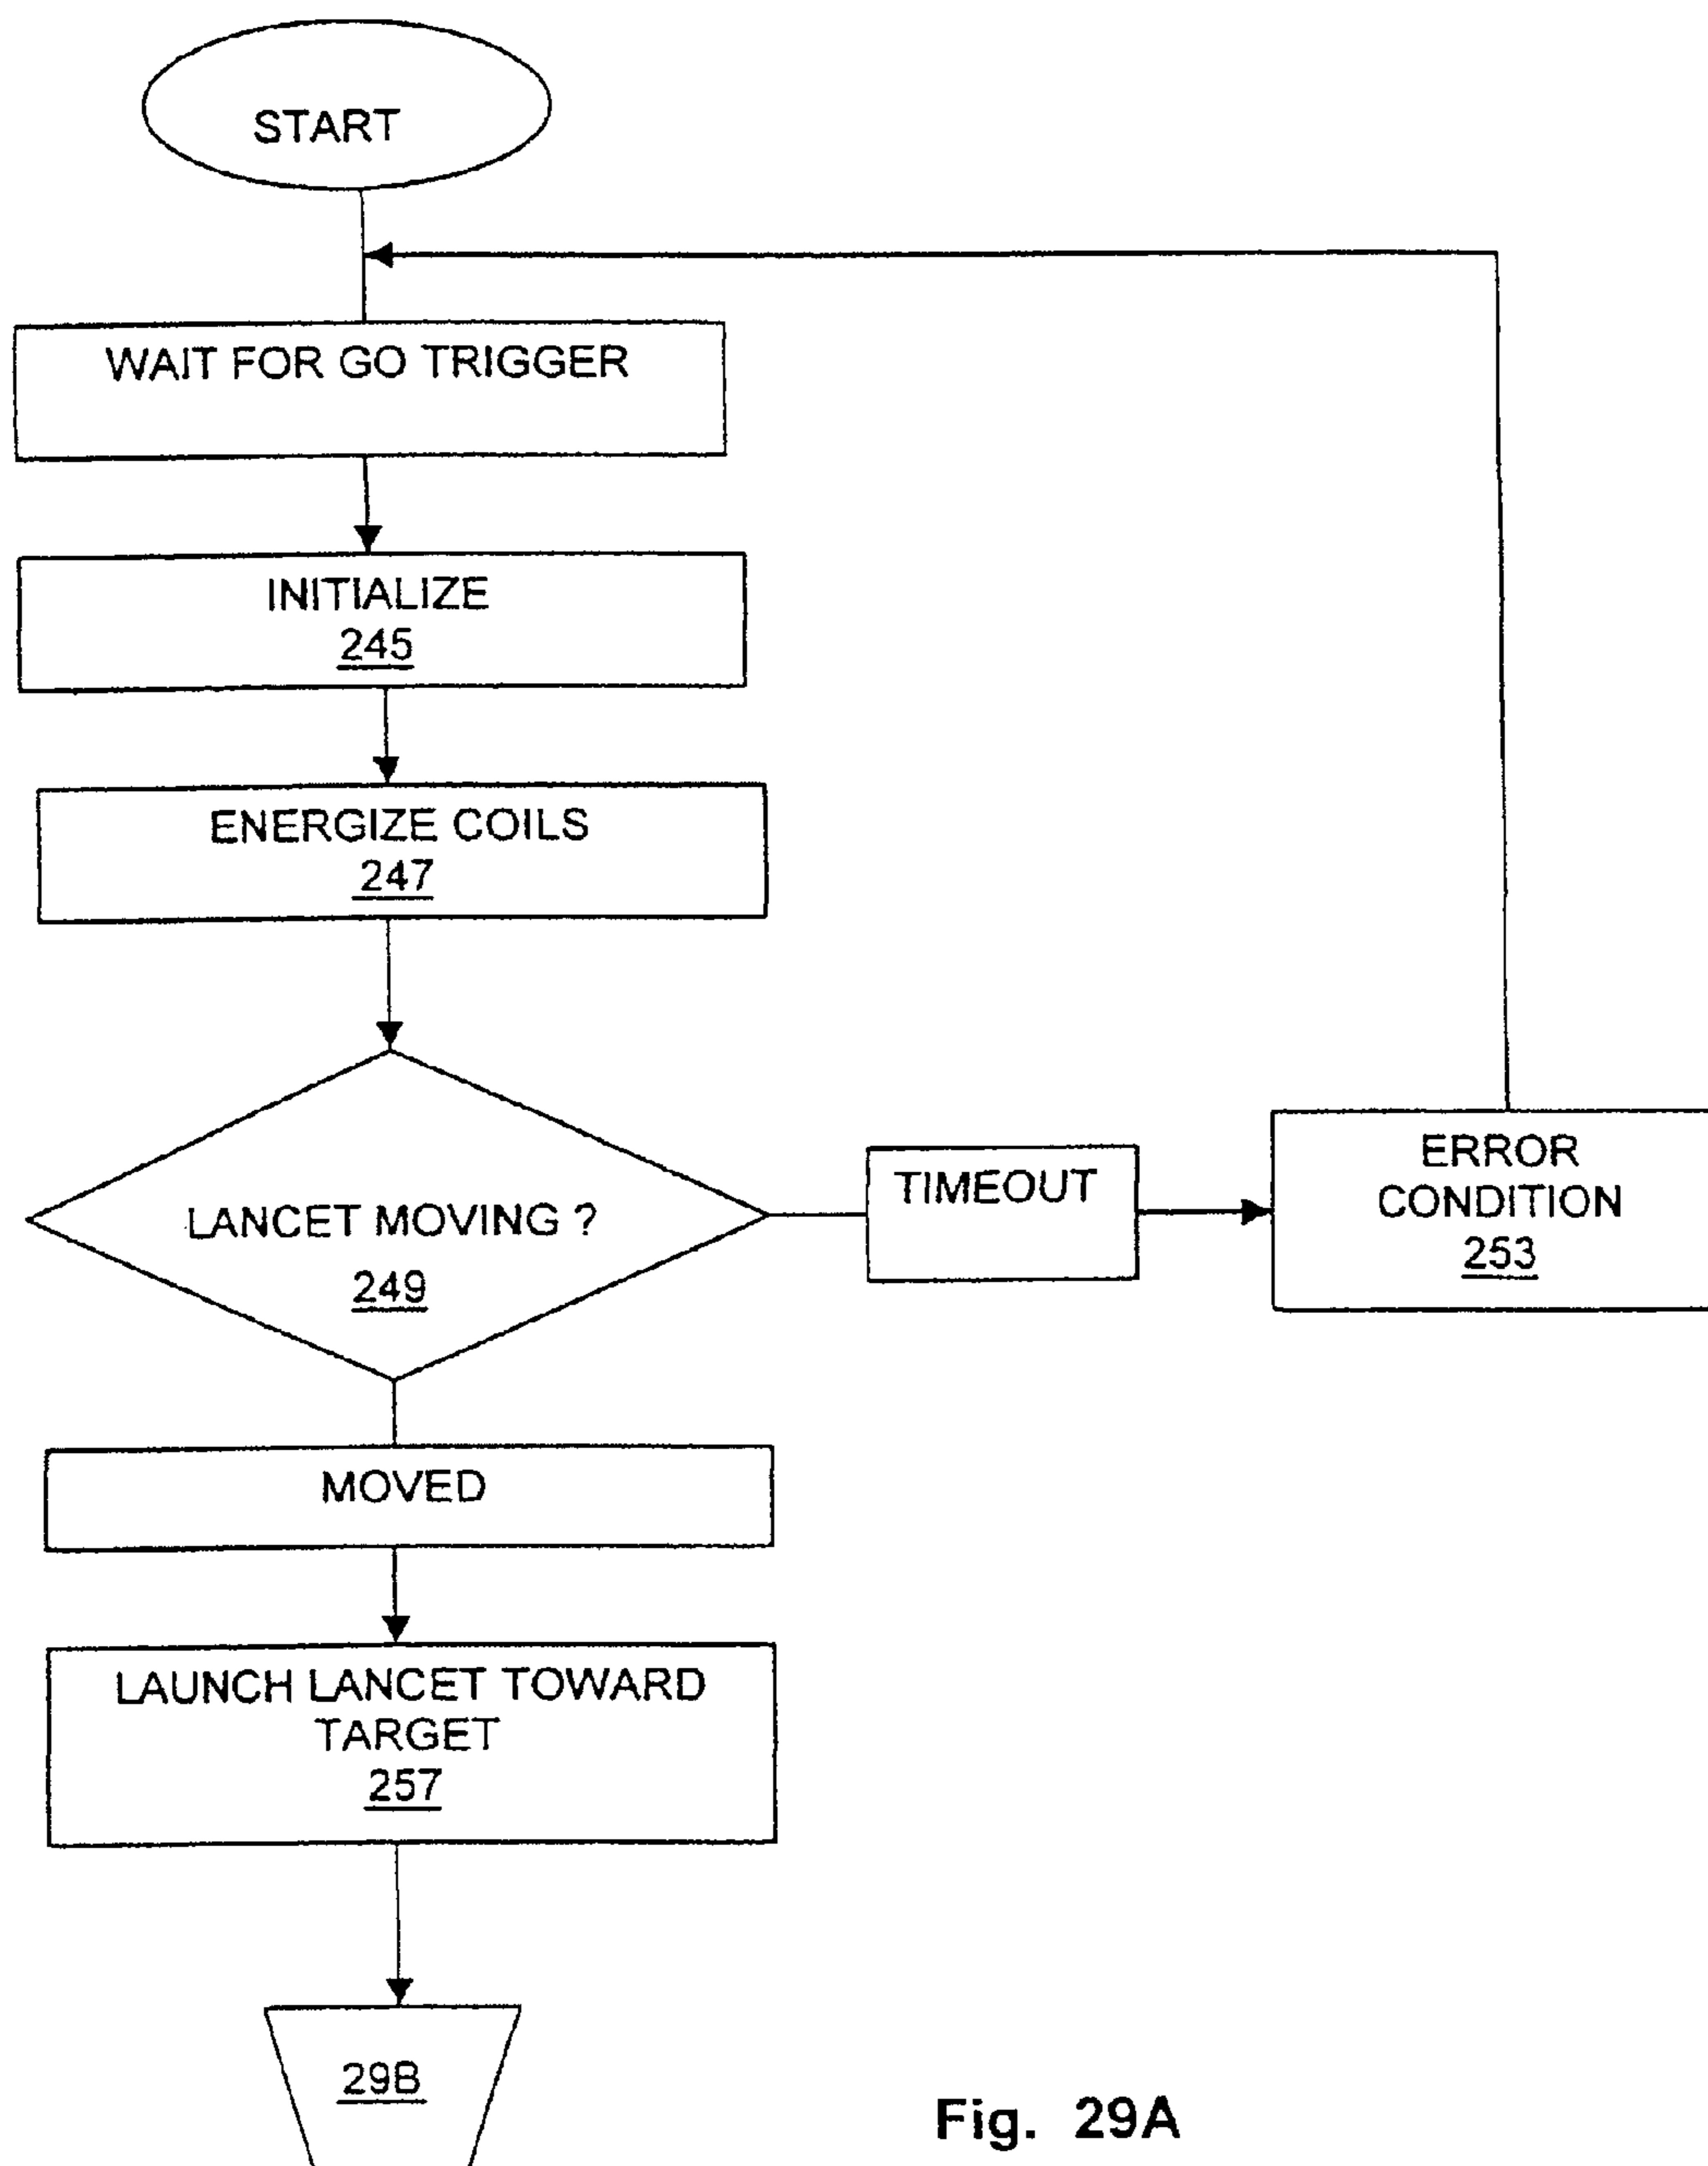 START
WAIT FOR GO TRIGGER
INITIALIZE
245
ENERGIZE COILS
247
LANCET MOVING ?
249
TIMEOUT
ERROR
CONDITION
253
MOVED
LAUNCH LANCET TOWARD
TARGET
257
29B
Fig. 29A